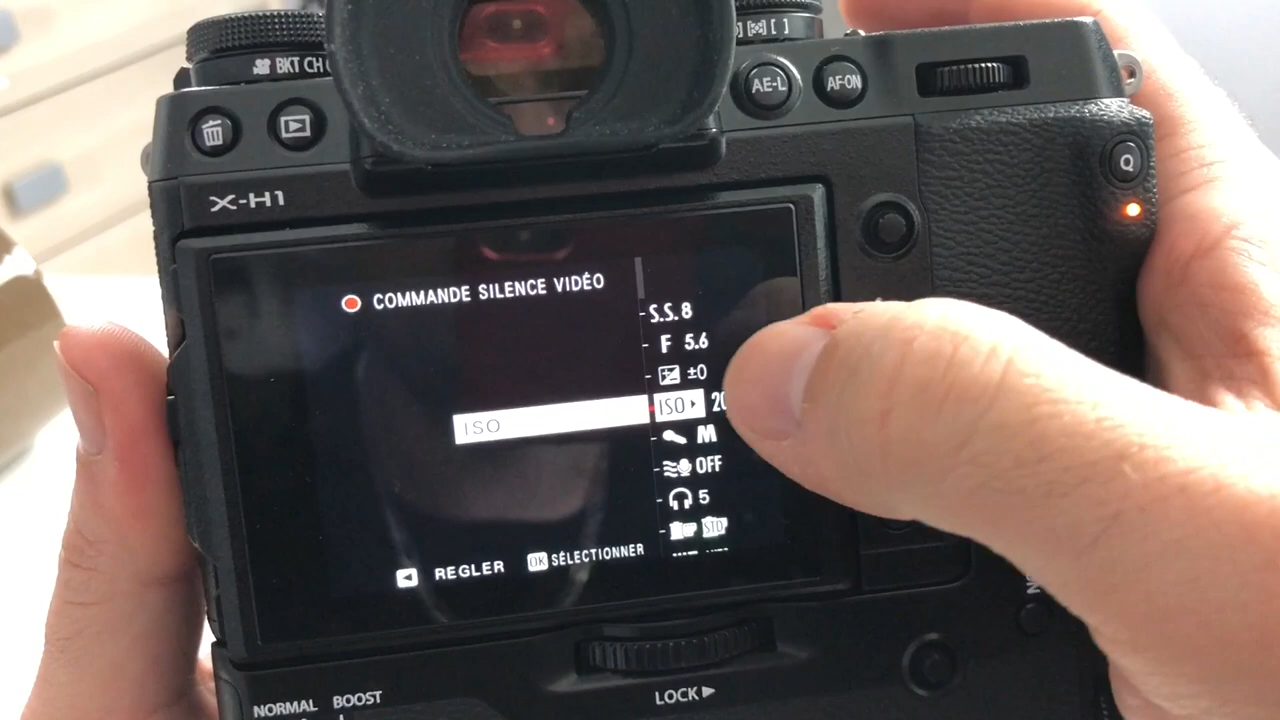 BKT CH
[ ]
AE-L
AF-ON
Q
X-H1
COMMANDE SILENCE VIDÉO
S.S. 8
F 5.6
±0
ISO
ISO
M
OFF
5
STD
REGLER OK SÉLECTIONNER
NORMAL BOOST
LOCK